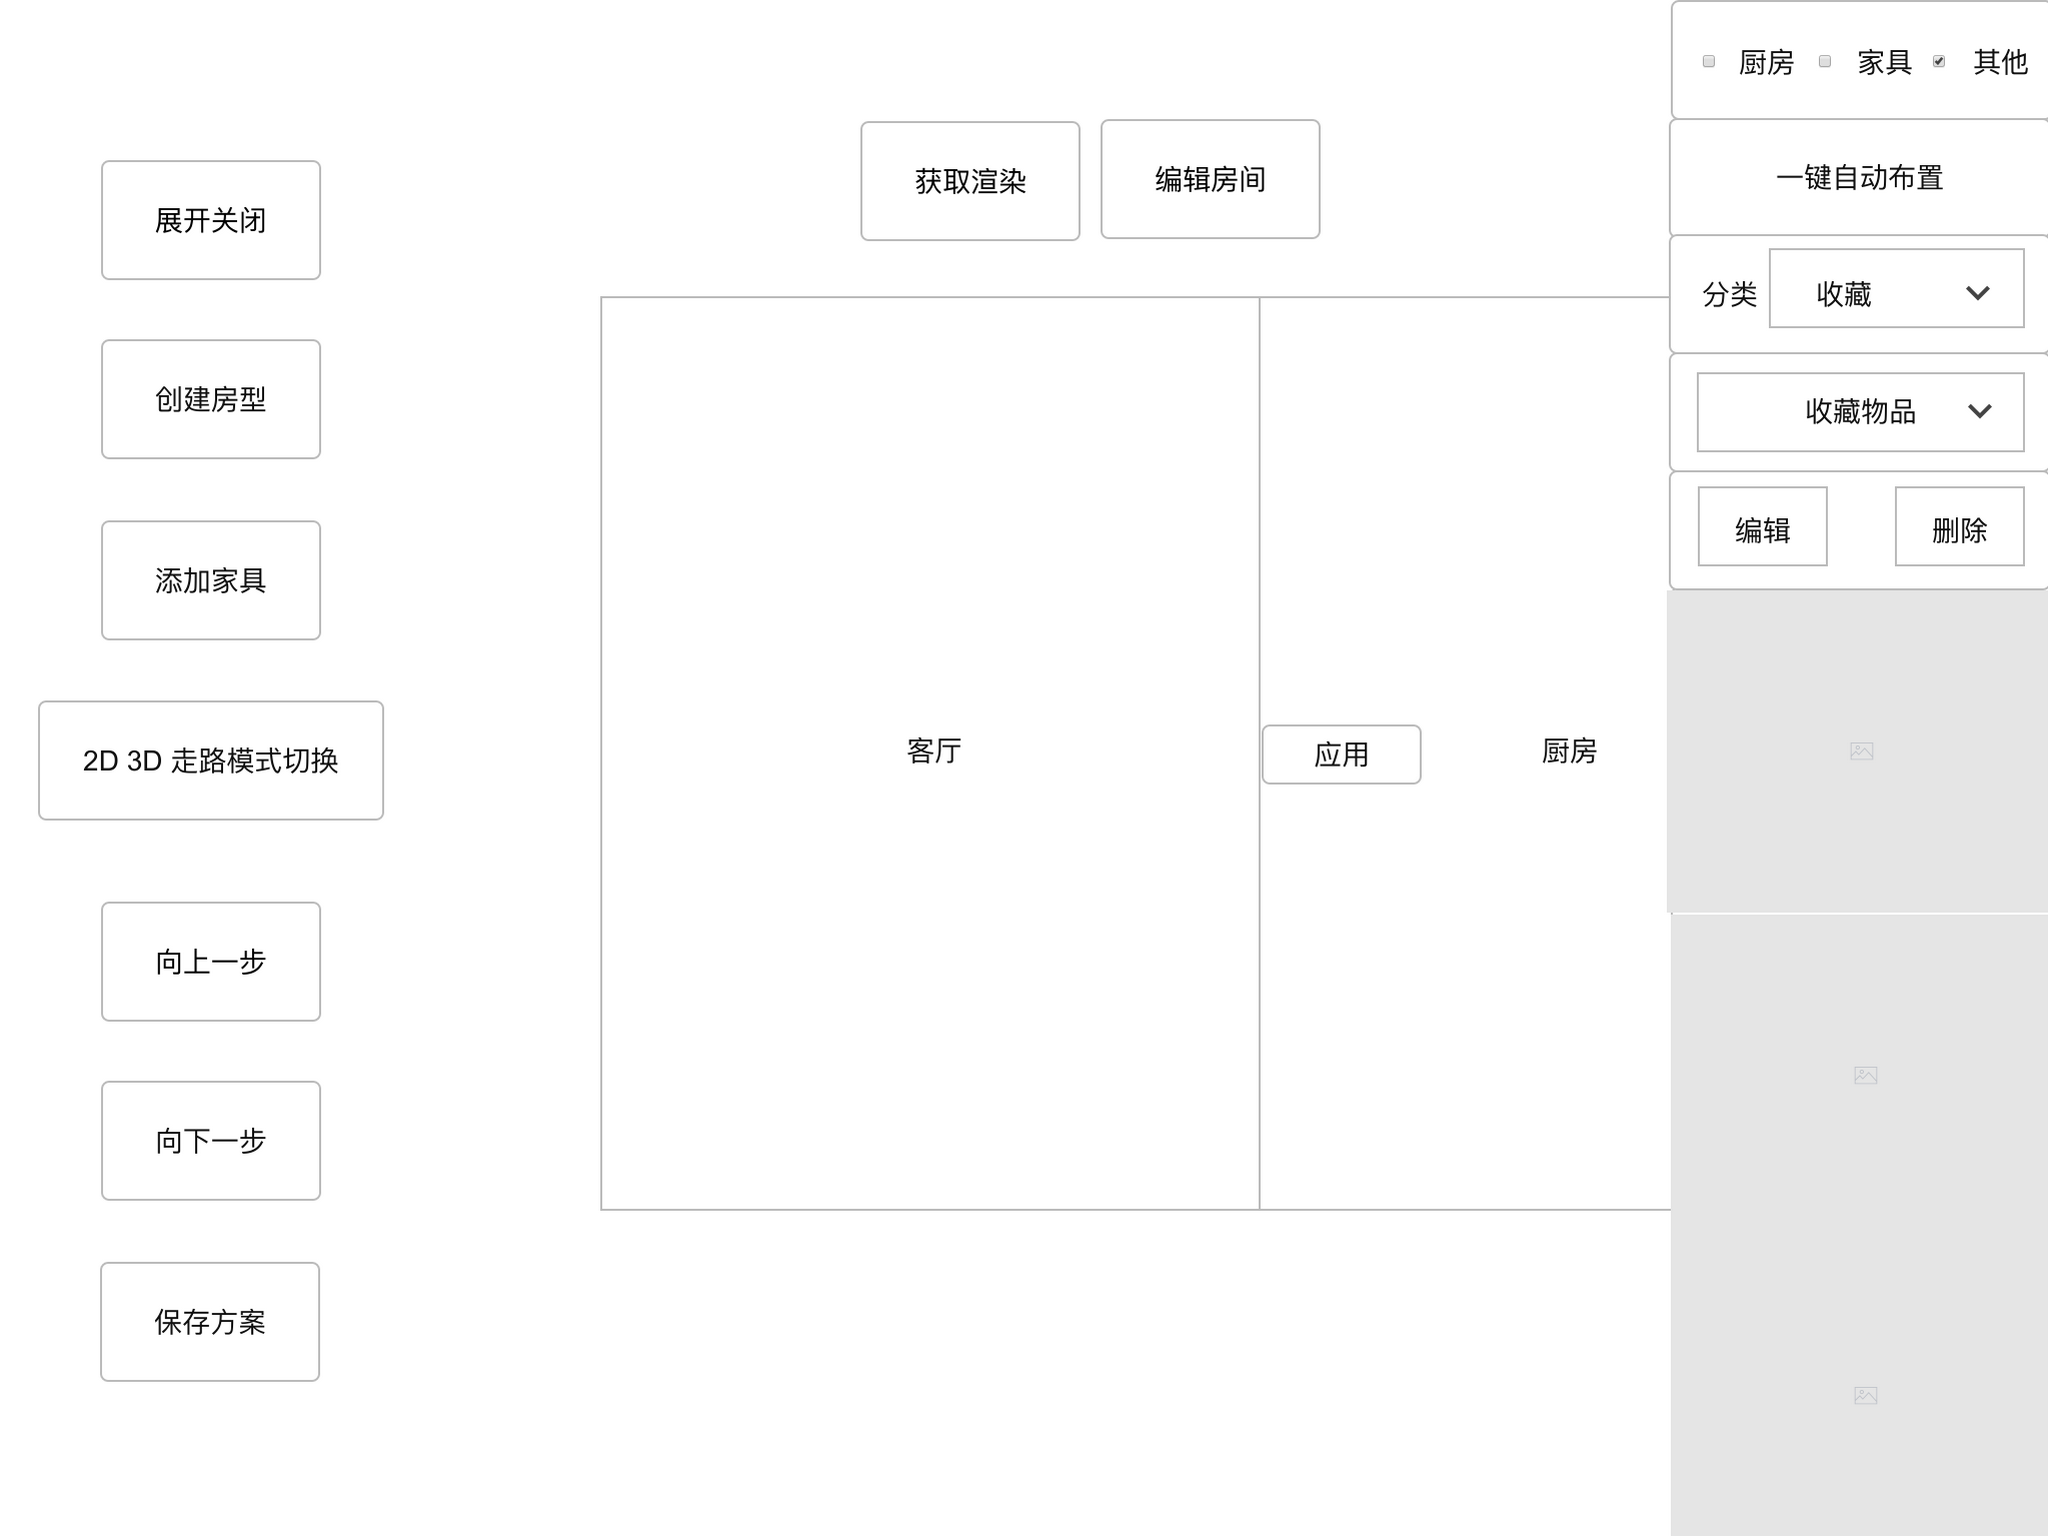 厨房 家具 其他
获取渲染
编辑房间
一键自动布置
展开关闭
分类 收藏
创建房型
收藏物品
编辑 删除
添加家具
2D 3D 走路模式切换
客厅
应用
厨房
向上一步
向下一步
保存方案